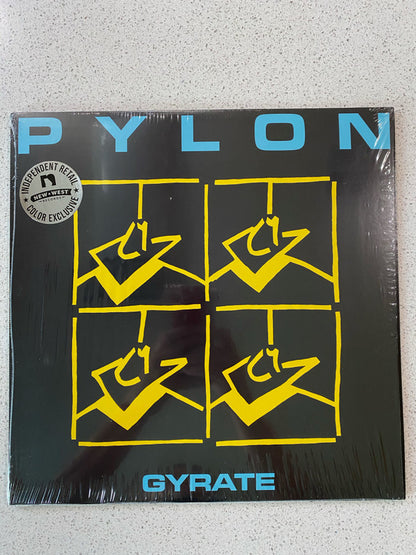 PYLON
INDEPENDENT RETAIL
n
NEW WEST
RECORDS
COLOR EXCLUSIVE
GYRATE